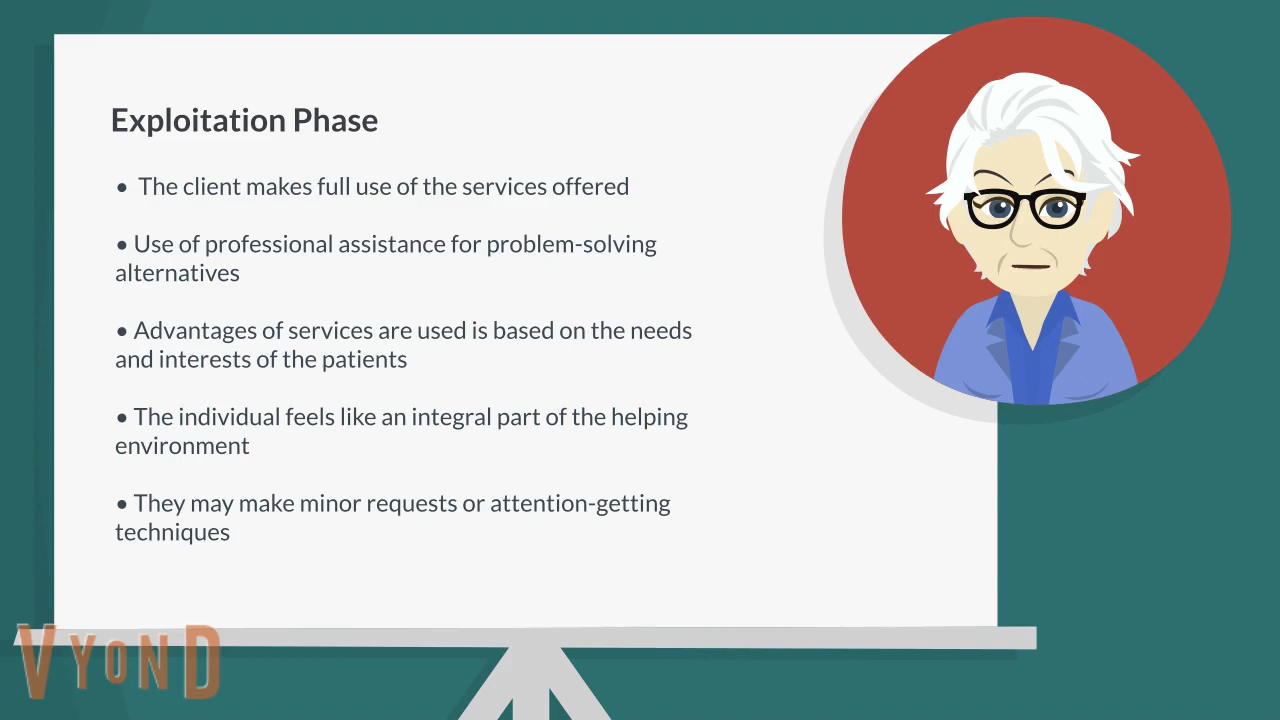 Exploitation Phase
• The client makes full use of the services offered
• Use of professional assistance for problem-solving
alternatives
• Advantages of services are used is based on the needs
and interests of the patients
• The individual feels like an integral part of the helping
environment
• They may make minor requests or attention-getting
techniques
VYOND